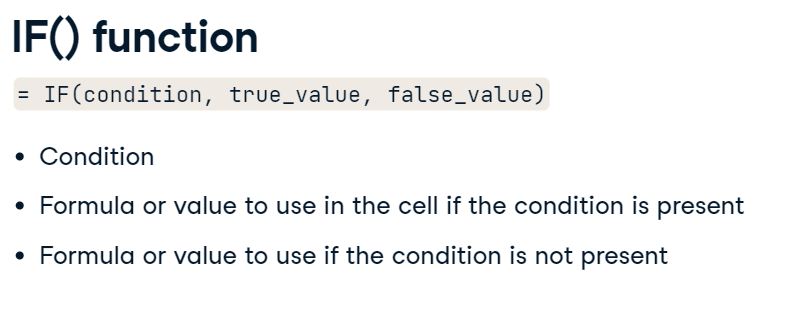 IF() function
= IF(condition, true_value, false_value)
• Condition
• Formula or value to use in the cell if the condition is present
• Formula or value to use if the condition is not present